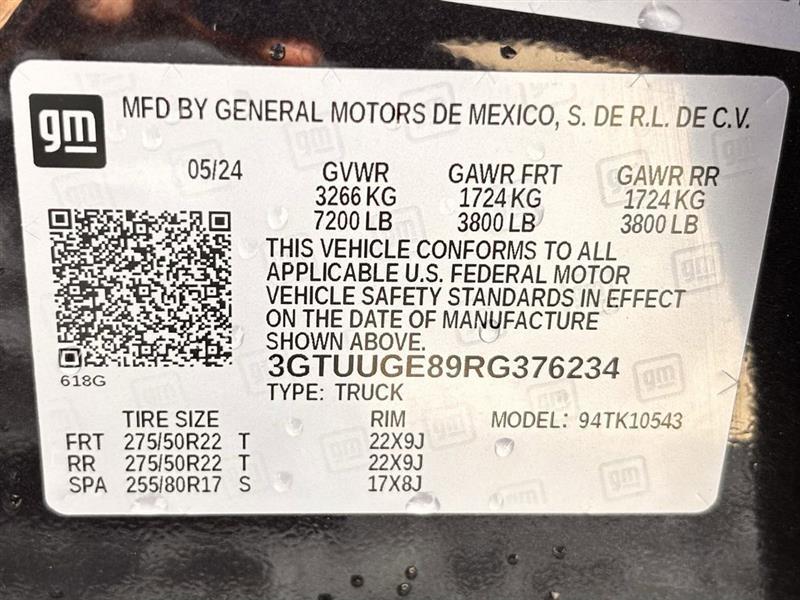 gm
MFD BY GENERAL MOTORS DE MEXICO, S. DE R.L. DE C.V.
05/24 GVWR GAWR FRT GAWR RR
3266 KG 1724 KG 1724 KG
7200 LB 3800 LB 3800 LB
THIS VEHICLE CONFORMS TO ALL
APPLICABLE U.S. FEDERAL MOTOR
VEHICLE SAFETY STANDARDS IN EFFECT
ON THE DATE OF MANUFACTURE
SHOWN ABOVE.
3GTUUGE89RG376234
618G
TYPE: TRUCK
TIRE SIZE RIM MODEL: 94TK10543
FRT 275/50R22 T 22X9J
RR 275/50R22 T 22X9J
SPA 255/80R17 S 17X8J